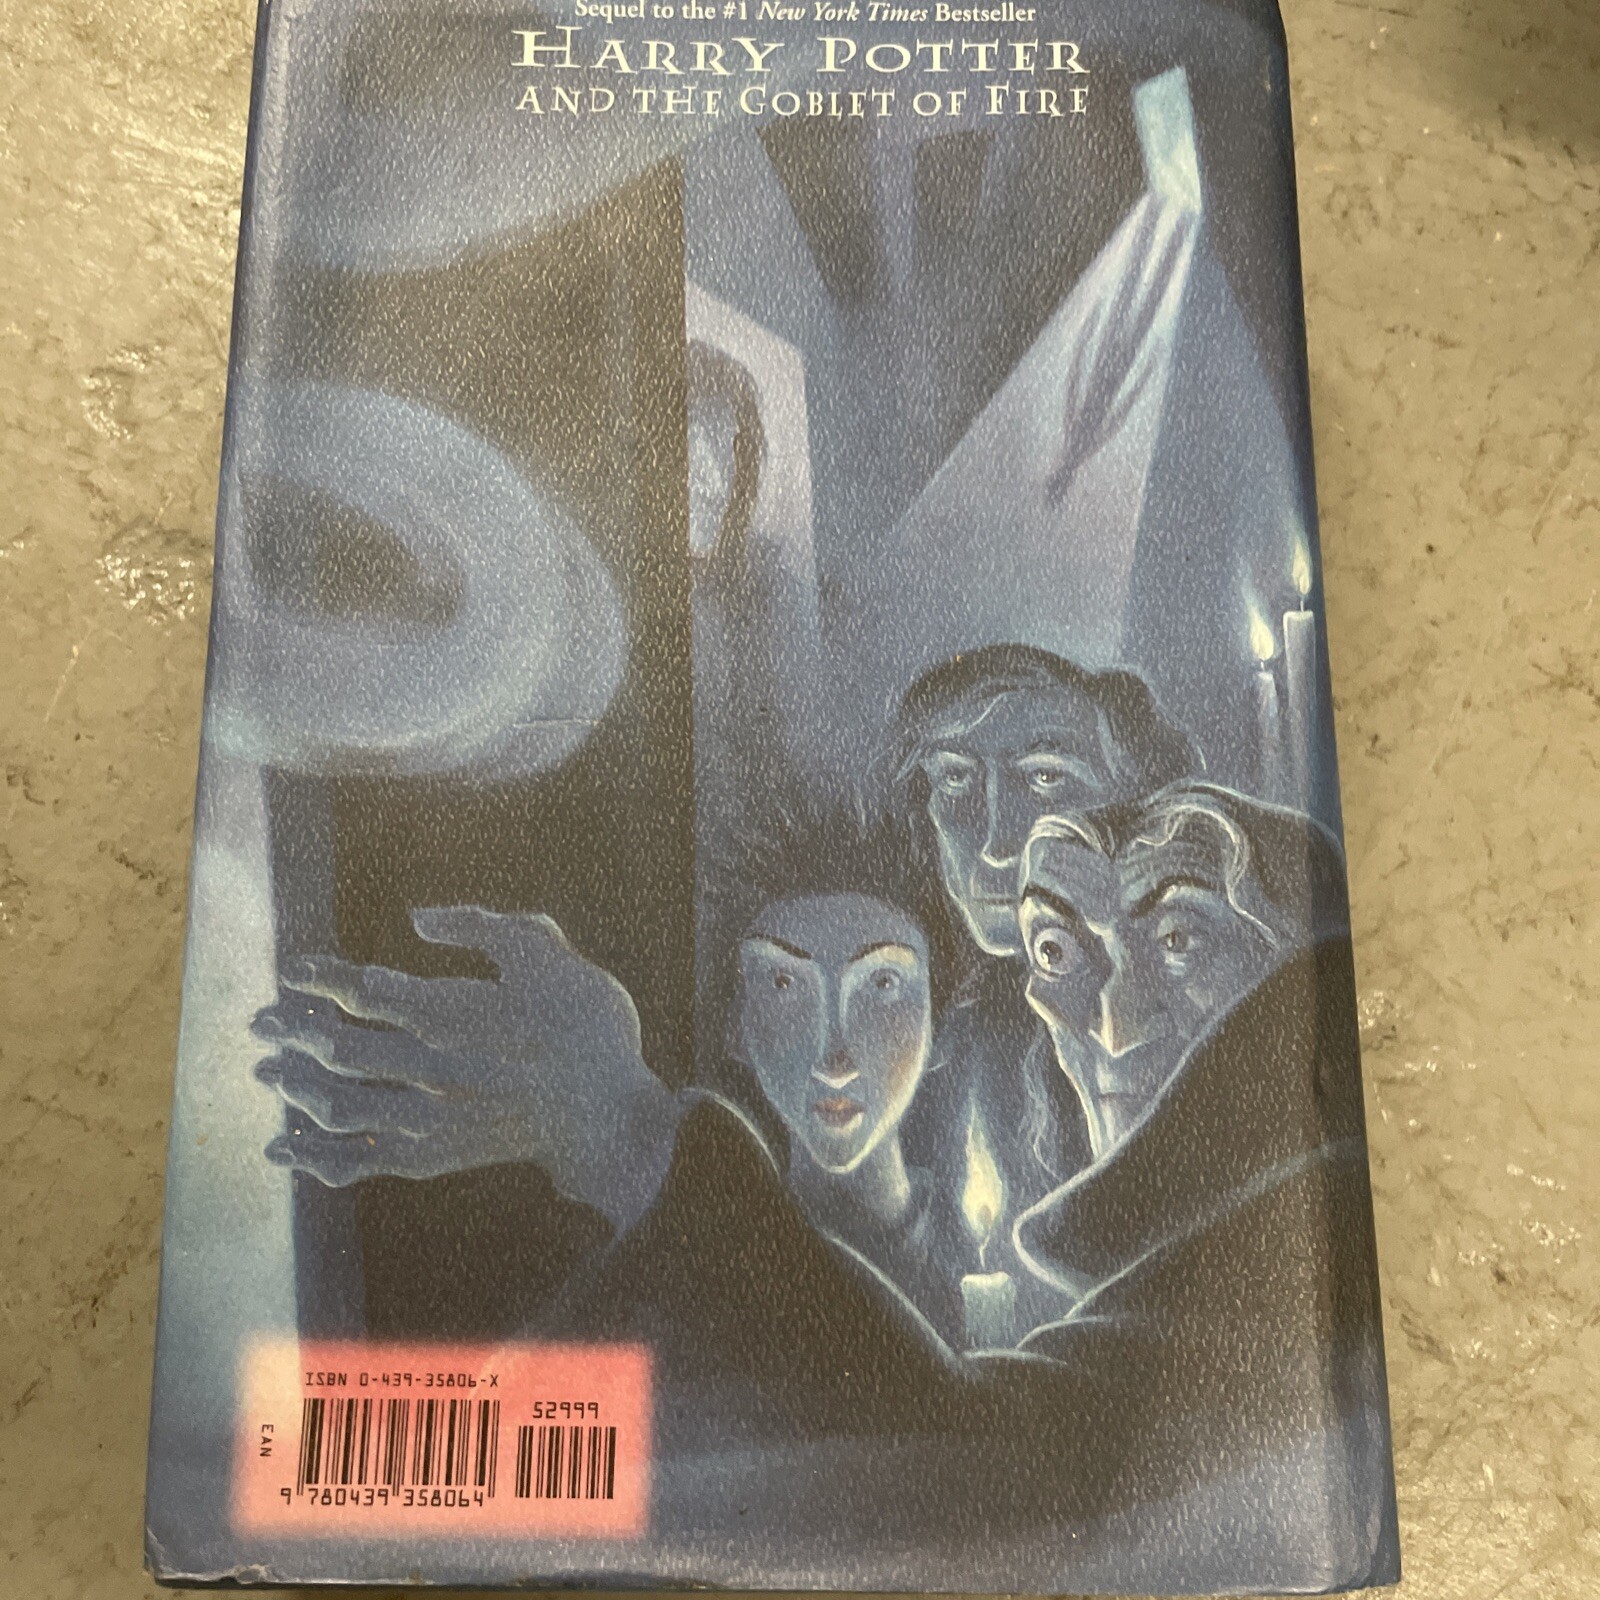 Sequel to the #1 New York Times Bestseller
HARRY POTTER
AND THE GOBLET OF FIRE
ISBN 0-439-35806-X
52999
EAN
9 780439 358064